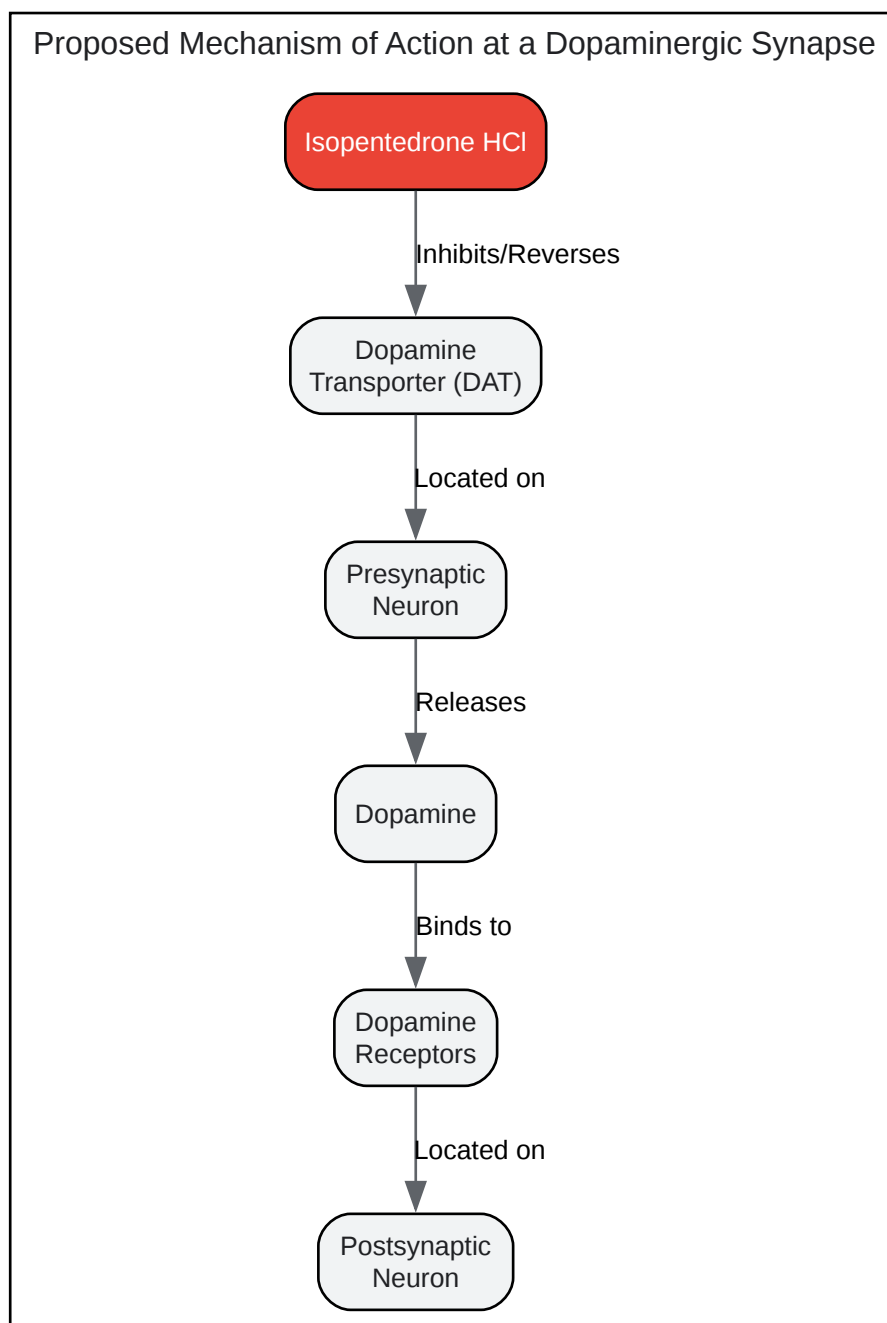 Proposed Mechanism of Action at a Dopaminergic Synapse
Isopentedrone HCl
Inhibits/Reverses
Dopamine
Transporter (DAT)
Located on
Presynaptic
Neuron
Releases
Dopamine
Binds to
Dopamine
Receptors
Located on
Postsynaptic
Neuron